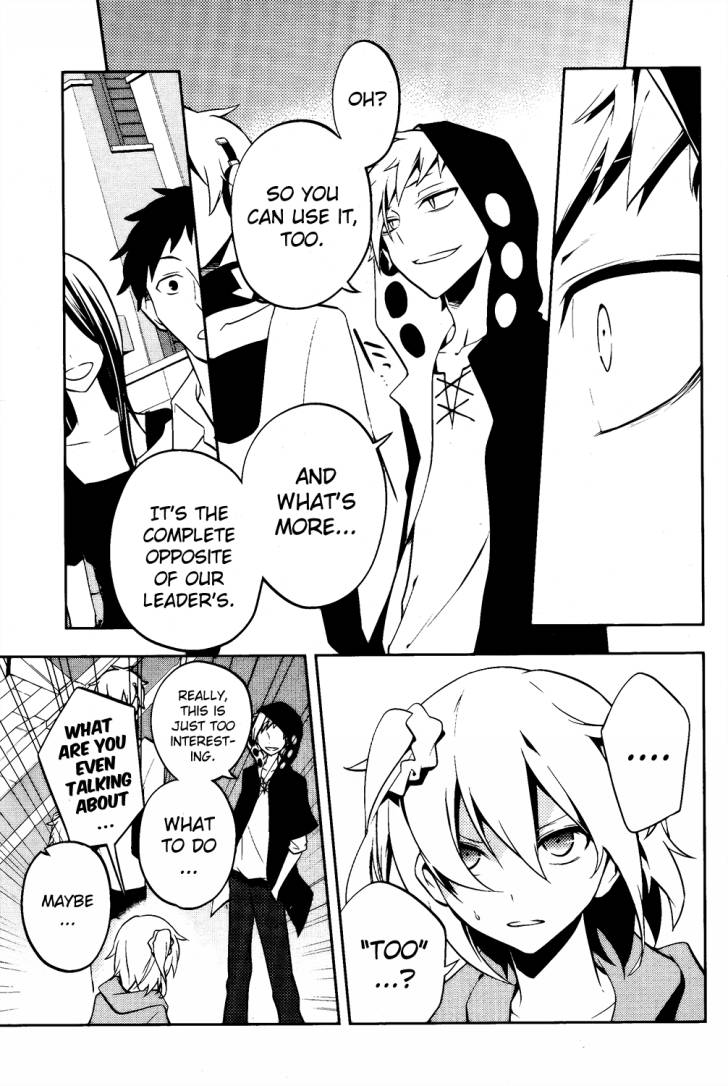 OH?
SO YOU
CAN USE IT,
TOO.
AND
WHAT'S
MORE...
IT'S THE
COMPLETE
OPPOSITE
OF OUR
LEADER'S.
....
"TOO"
...?
REALLY,
THIS IS
JUST TOO
INTEREST-
ING.
WHAT
ARE YOU
EVEN
TALKING
ABOUT
...
WHAT
TO DO
...
MAYBE
...